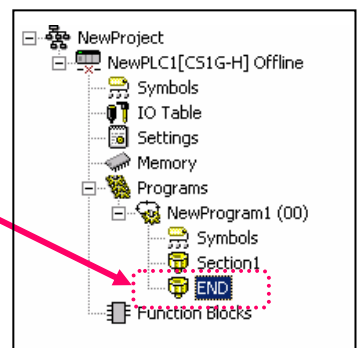 NewProject
NewPLC1[CS1G-H] Offline
Symbols
IO Table
Settings
Memory
Programs
NewProgram1 (00)
Symbols
Section1
END
Function Blocks